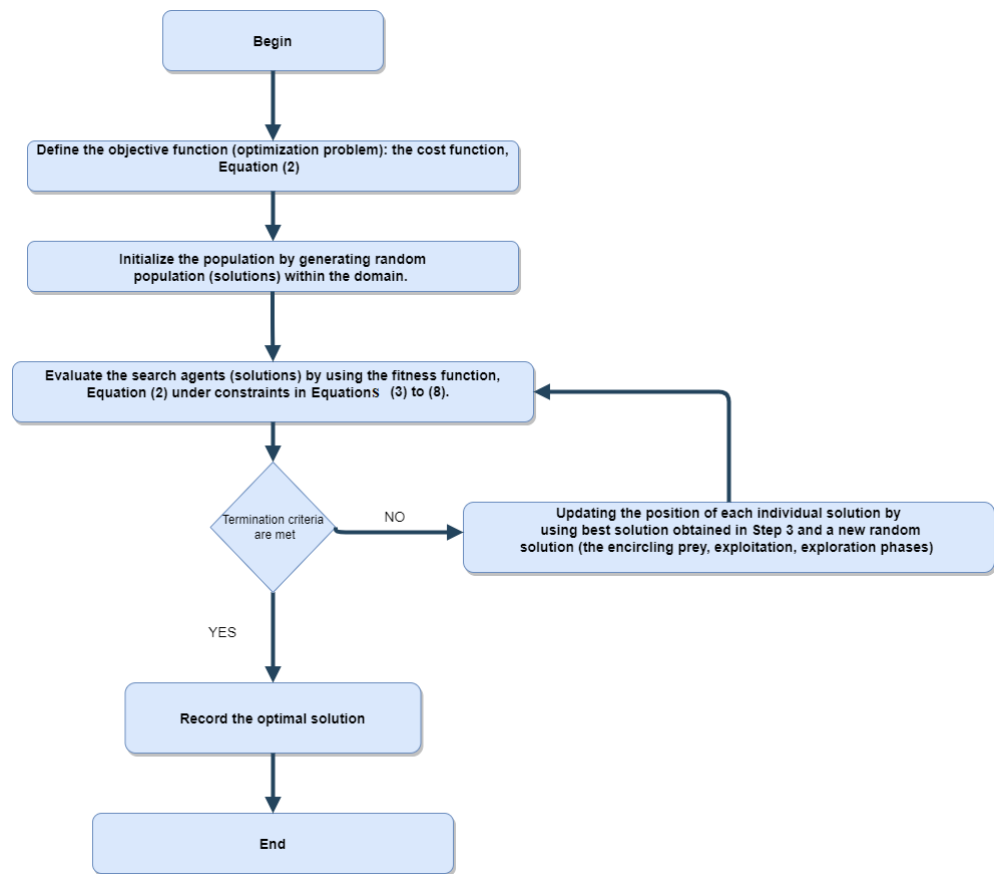 Begin
Define the objective function (optimization problem): the cost function,
Equation (2)
Initialize the population by generating random
population (solutions) within the domain.
Evaluate the search agents (solutions) by using the fitness function,
Equation (2) under constraints in Equations (3) to (8).
Termination criteria
are met
NO
Updating the position of each individual solution by
using best solution obtained in Step 3 and a new random
solution (the encircling prey, exploitation, exploration phases)
YES
Record the optimal solution
End